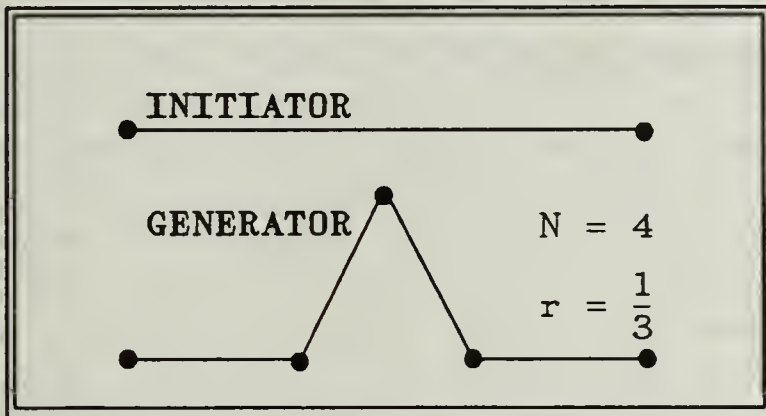 INITIATOR
GENERATOR
N = 4
r = 1/3